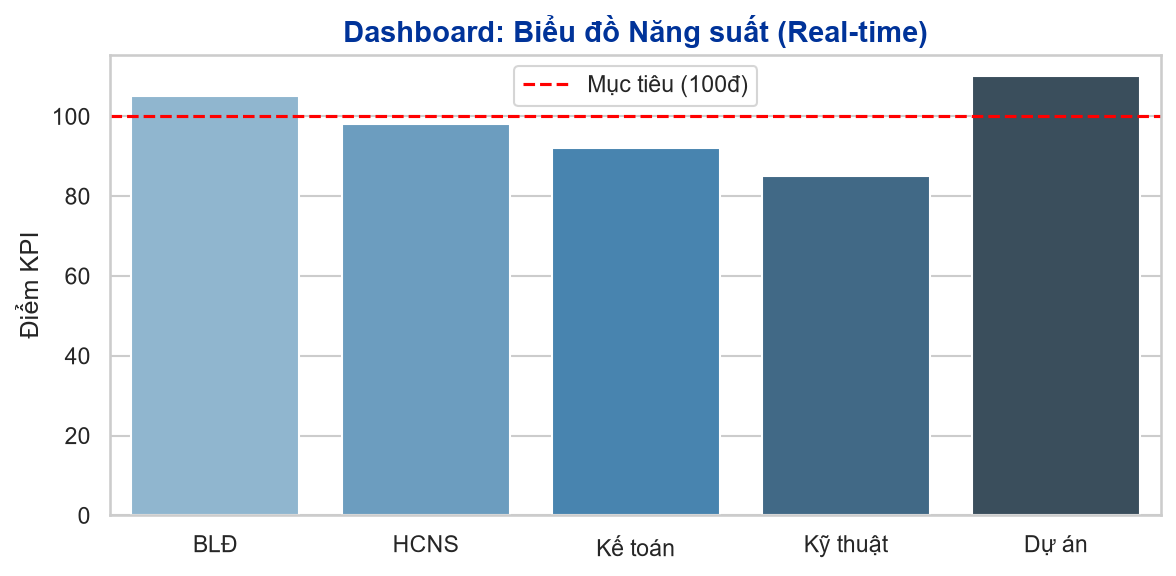 Dashboard: Biểu đồ Năng suất (Real-time)
Mục tiêu (100đ)
Điểm KPI
100
80
60
40
20
0
BLĐ
HCNS
Kế toán
Kỹ thuật
Dự án